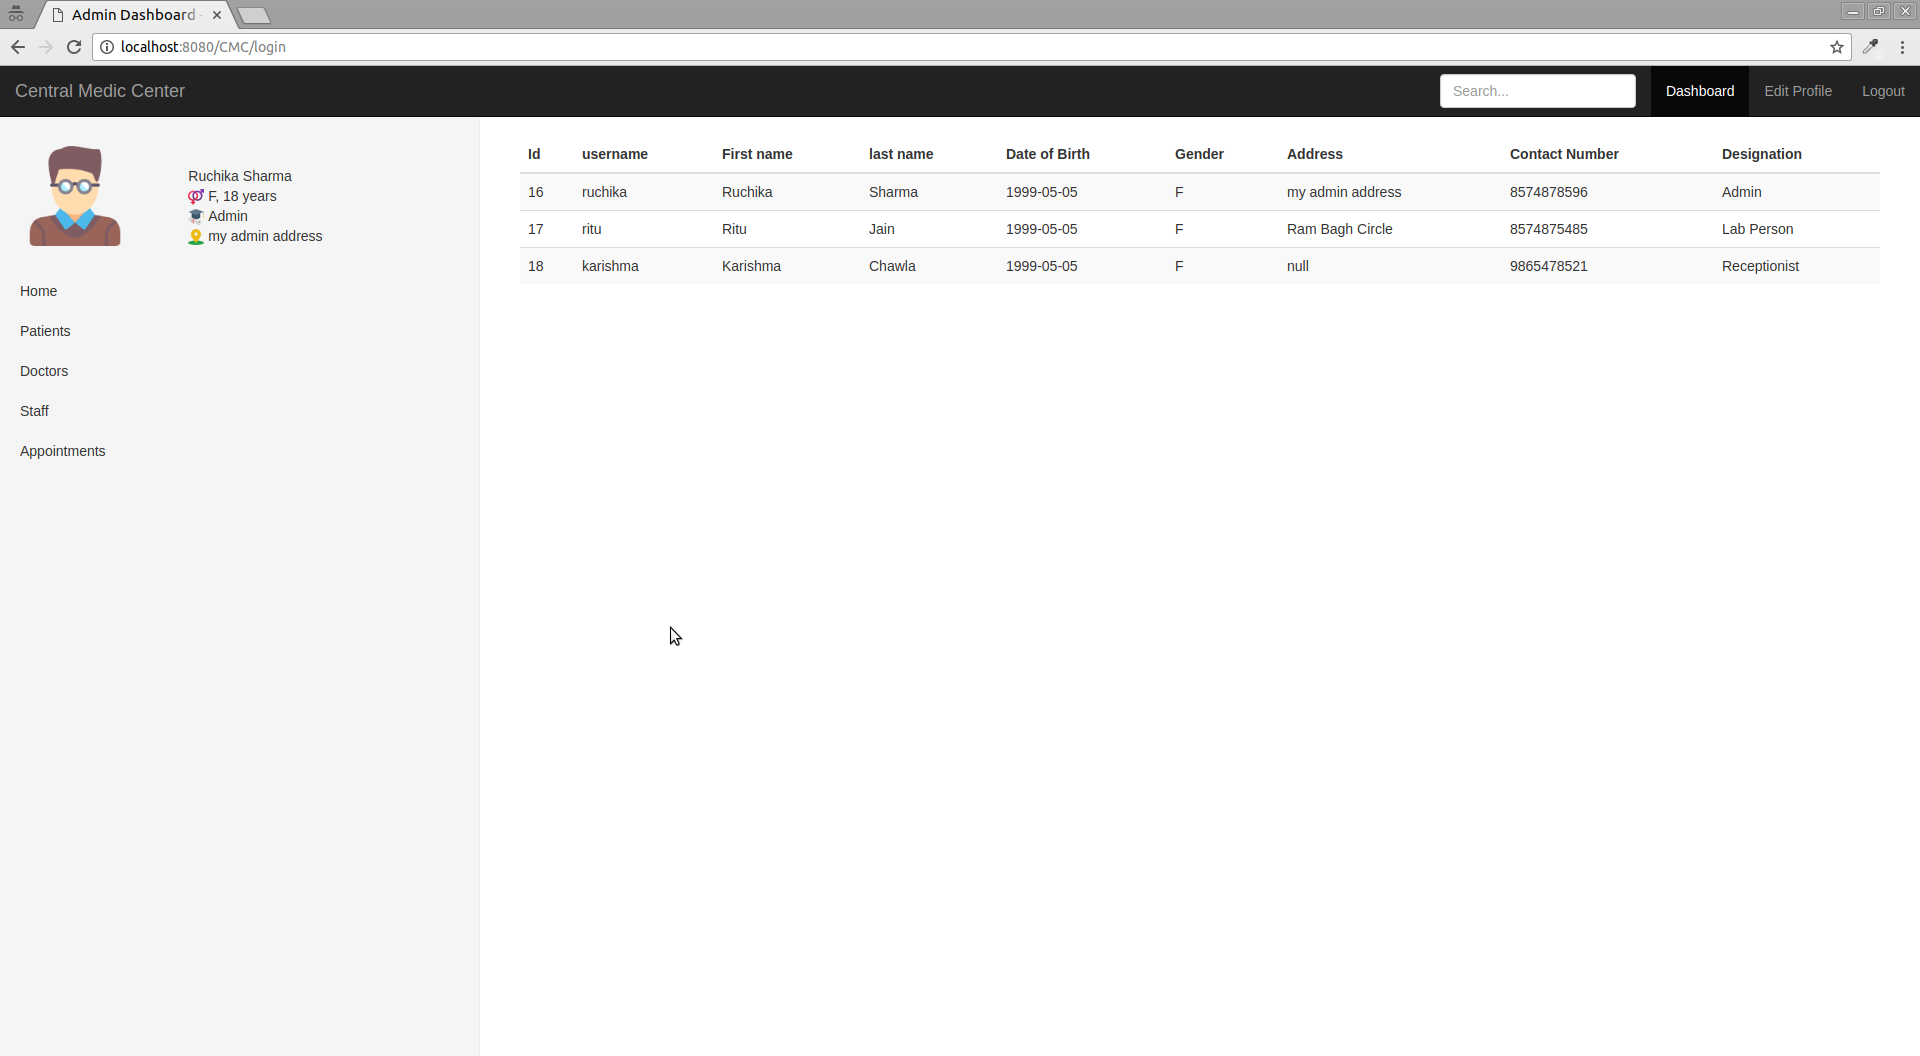 Admin Dashboard -
localhost:8080/CMC/login
Central Medic Center Search... Dashboard Edit Profile Logout
Ruchika Sharma
F, 18 years
Admin
my admin address
Home
Patients
Doctors
Staff
Appointments
Id username First name last name Date of Birth Gender Address Contact Number Designation
16 ruchika Ruchika Sharma 1999-05-05 F my admin address 8574878596 Admin
17 ritu Ritu Jain 1999-05-05 F Ram Bagh Circle 8574875485 Lab Person
18 karishma Karishma Chawla 1999-05-05 F null 9865478521 Receptionist